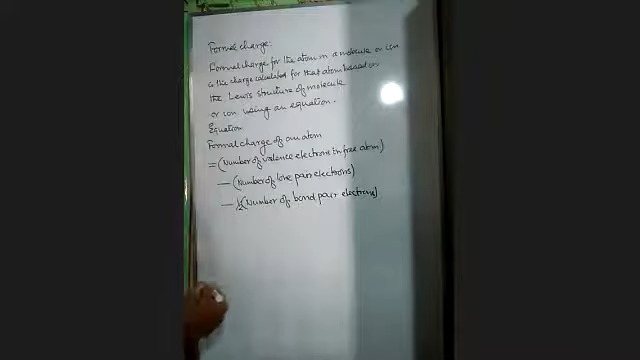 Formal charge:
Formal charge for the atom in a molecule or ion
is the charge calculated for that atom based on
the Lewis structure of molecule
or ion using an equation.
Equation
Formal charge of an atom
= (Number of valence electrons in free atom)
— (Number of lone pair electrons)
— ½(Number of bond pair electrons)